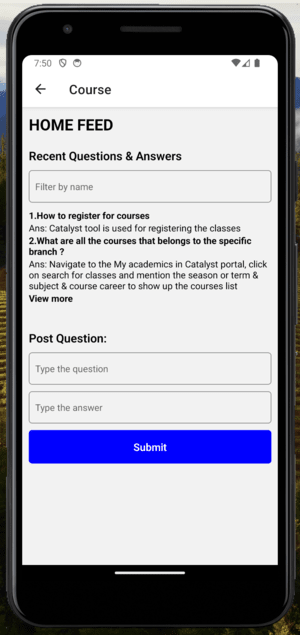 7:50
Course
HOME FEED
Recent Questions & Answers
Filter by name
1.How to register for courses
Ans: Catalyst tool is used for registering the classes
2.What are all the courses that belongs to the specific
branch ?
Ans: Navigate to the My academics in Catalyst portal, click
on search for classes and mention the season or term &
subject & course career to show up the courses list
View more
Post Question:
Type the question
Type the answer
Submit